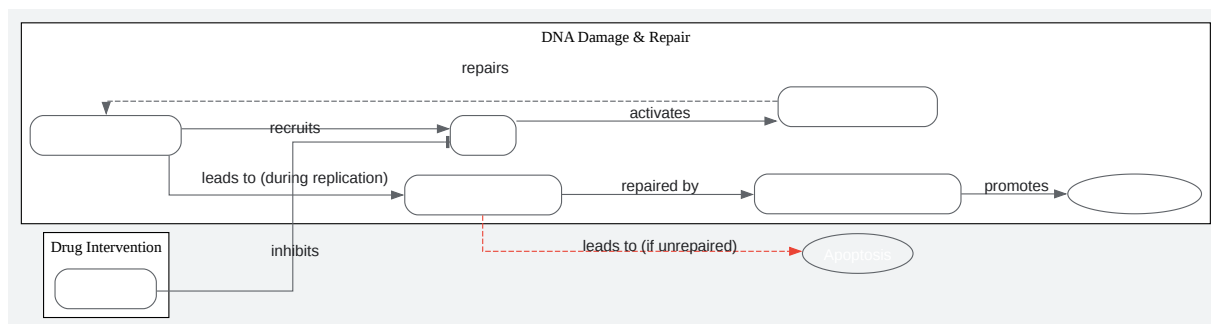 DNA Damage & Repair
repairs
activates
recruits
leads to (during replication)
repaired by
promotes
Drug Intervention
inhibits
leads to (if unrepaired)
Apoptosis